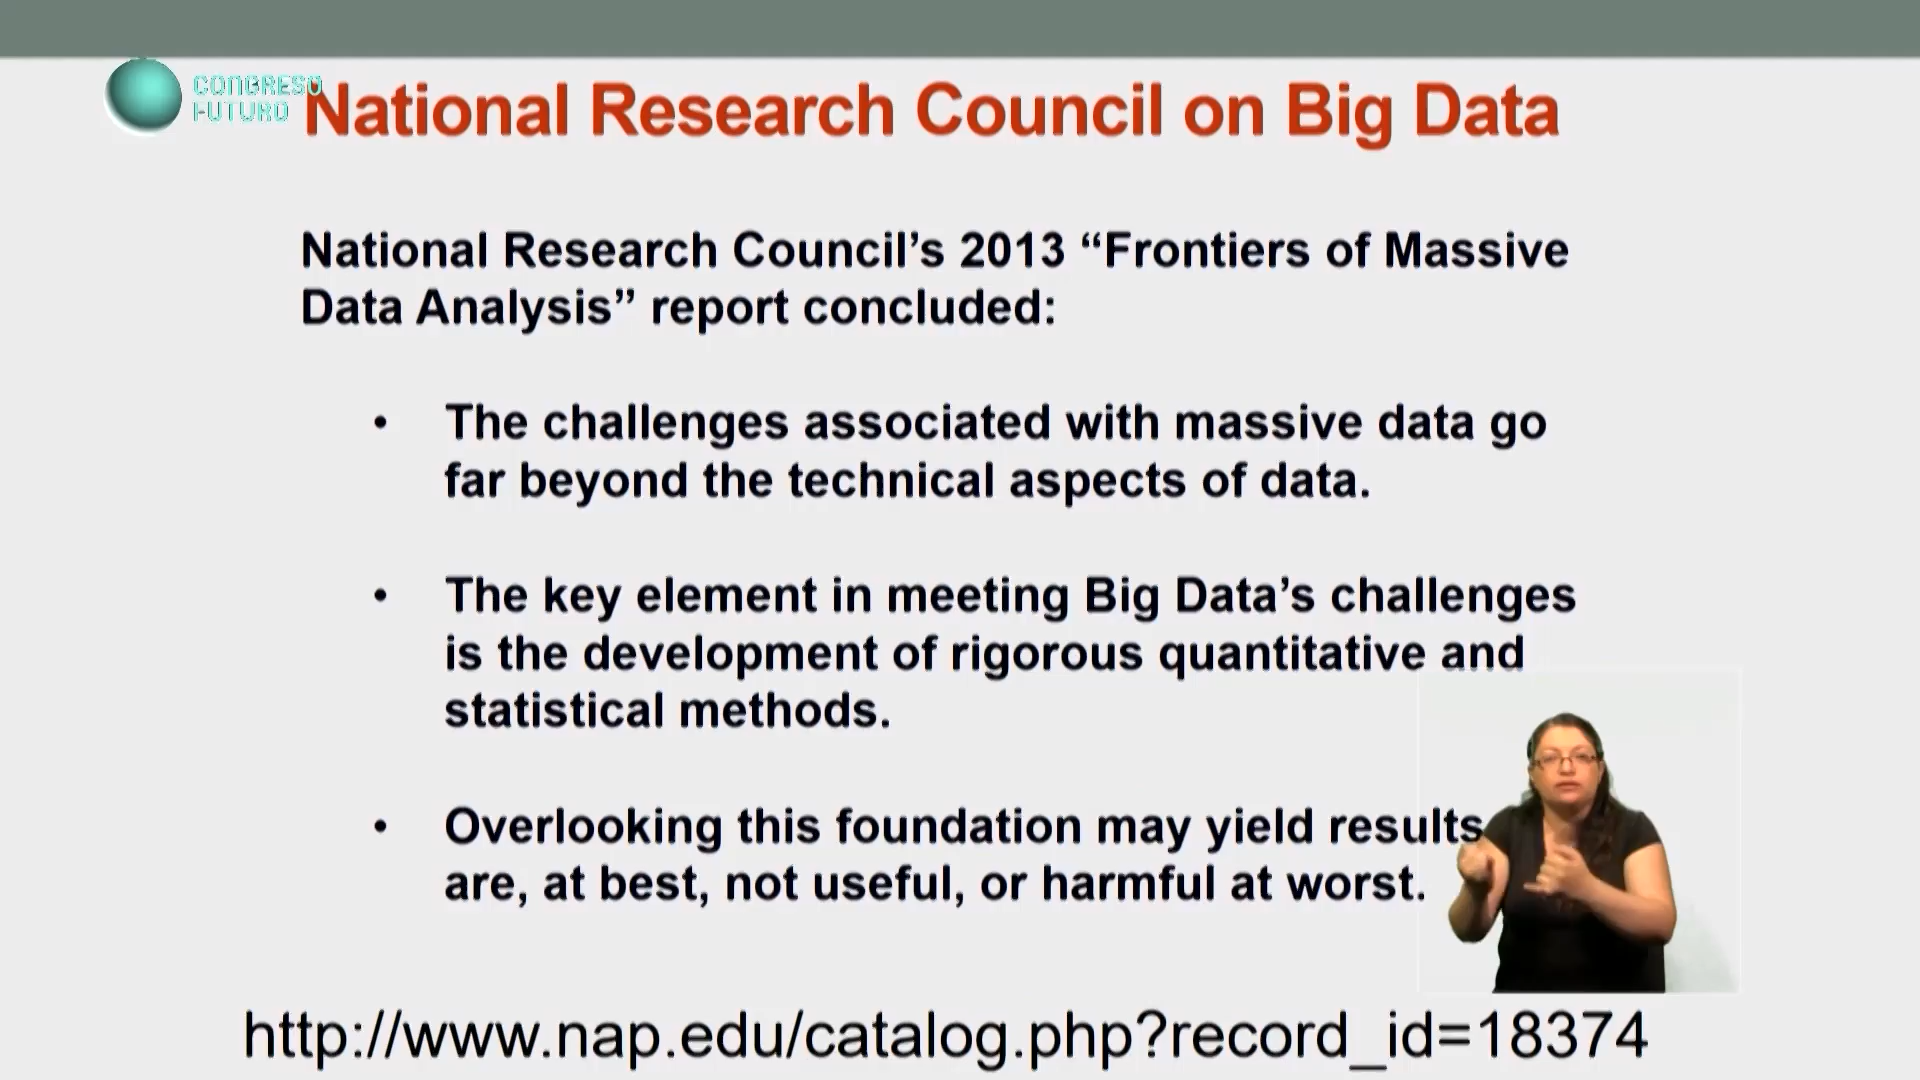 CONGRESO
FUTURO
National Research Council on Big Data
National Research Council’s 2013 “Frontiers of Massive
Data Analysis” report concluded:
• The challenges associated with massive data go
far beyond the technical aspects of data.
• The key element in meeting Big Data’s challenges
is the development of rigorous quantitative and
statistical methods.
• Overlooking this foundation may yield results
are, at best, not useful, or harmful at worst.
http://www.nap.edu/catalog.php?record_id=18374